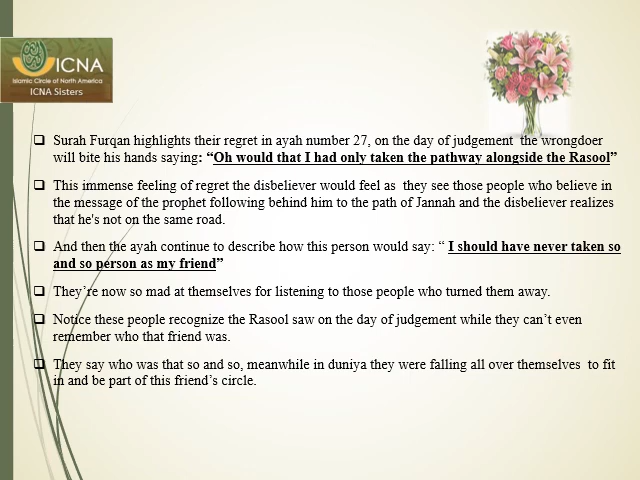 ICNA
Islamic Circle of North America
ICNA Sisters
Surah Furqan highlights their regret in ayah number 27, on the day of judgement the wrongdoer
will bite his hands saying: “Oh would that I had only taken the pathway alongside the Rasool”
This immense feeling of regret the disbeliever would feel as they see those people who believe in
the message of the prophet following behind him to the path of Jannah and the disbeliever realizes
that he's not on the same road.
And then the ayah continue to describe how this person would say: “ I should have never taken so
and so person as my friend”
They’re now so mad at themselves for listening to those people who turned them away.
Notice these people recognize the Rasool saw on the day of judgement while they can’t even
remember who that friend was.
They say who was that so and so, meanwhile in duniya they were falling all over themselves to fit
in and be part of this friend’s circle.